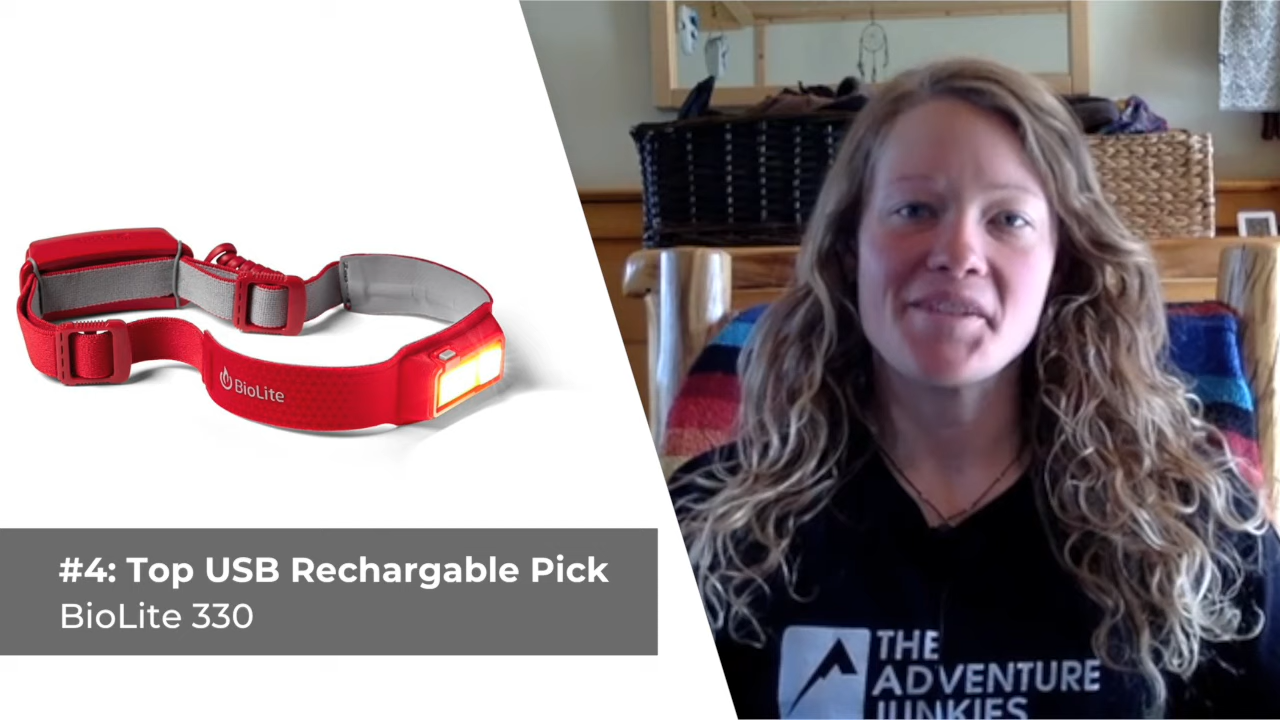 BioLite
#4: Top USB Rechargable Pick
BioLite 330
THE
ADVENTURE
JUNKIES